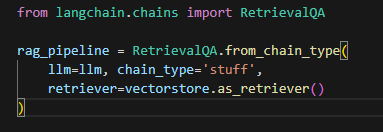 from langchain.chains import RetrievalQA
rag_pipeline = RetrievalQA.from_chain_type(
    llm=llm, chain_type='stuff',
    retriever=vectorstore.as_retriever()
)